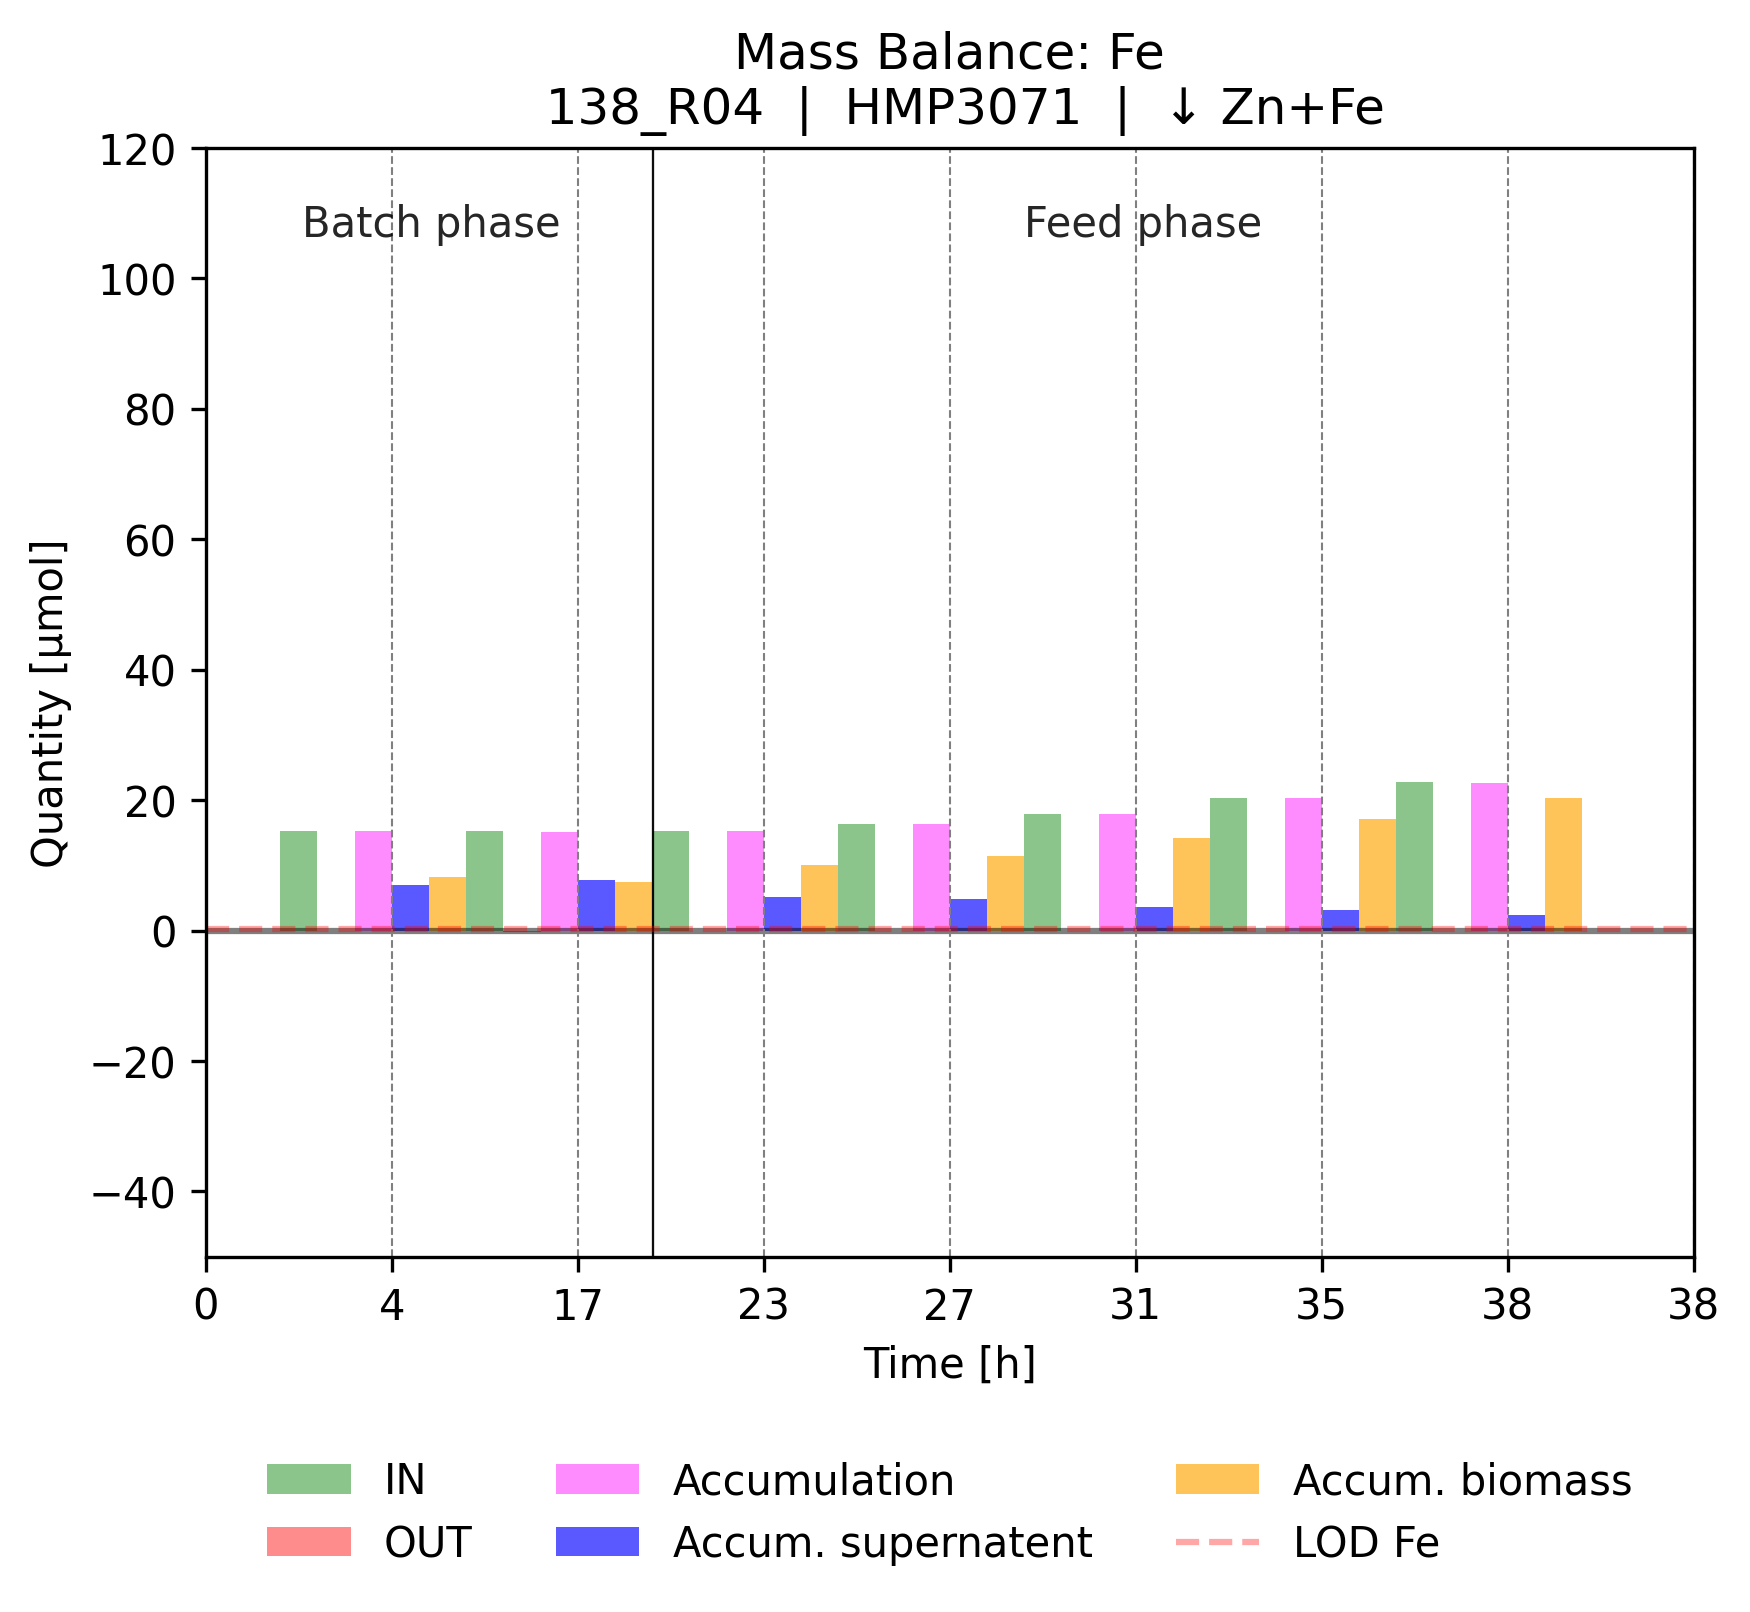 Mass Balance: Fe
138_R04 | HMP3071 | ↓ Zn+Fe
120
100
80
60
40
20
0
−20
−40
Quantity [µmol]
Batch phase
Feed phase
0 4 17 23 27 31 35 38 38
Time [h]
IN Accumulation Accum. biomass
OUT Accum. supernatent LOD Fe